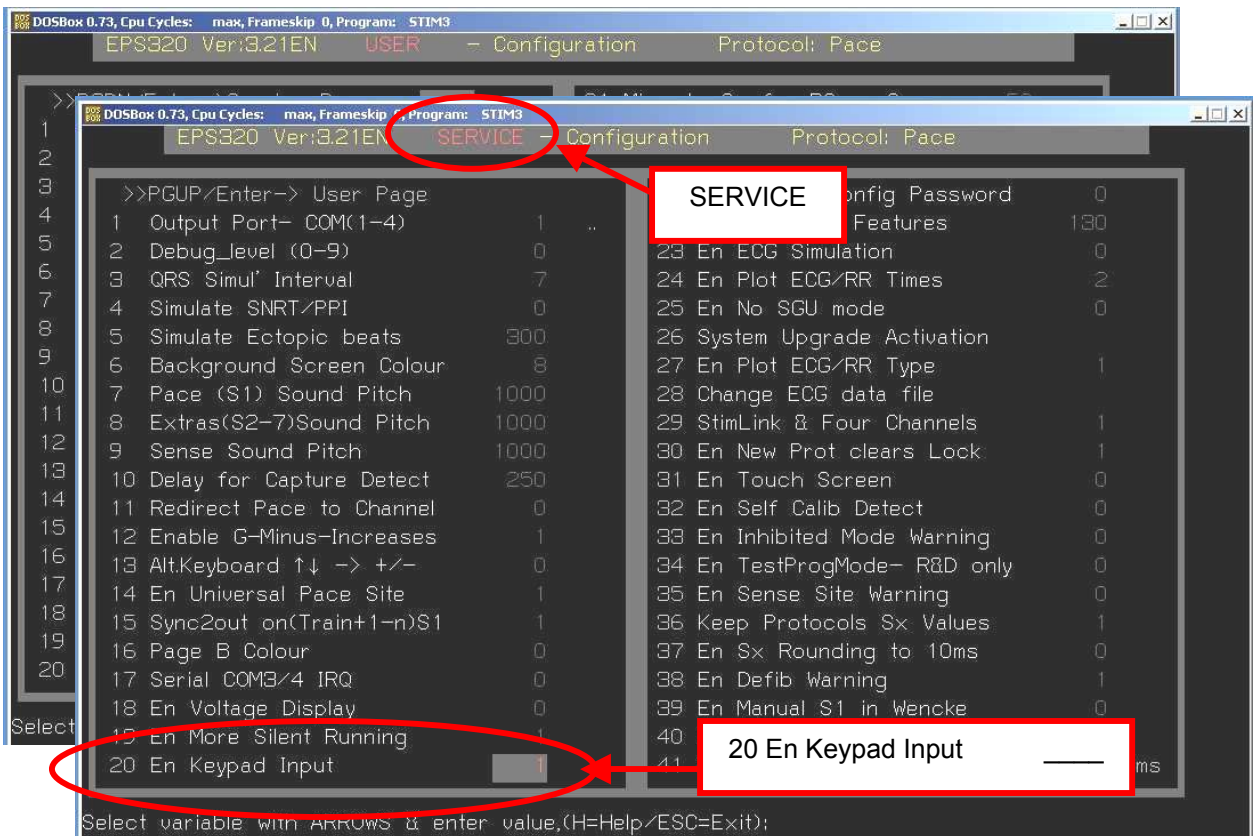 DOSBox 0.73, Cpu Cycles: max, Frameskip 0, Program: STIM3
EPS320 Ver:3.21EN USER - Configuration Protocol: Pace
1
2
3
4
5
6
7
8
9
10
11
12
13
14
15
16
17
18
19
20
Select
DOSBox 0.73, Cpu Cycles: max, Frameskip 0, Program: STIM3
EPS320 Ver:3.21EN SERVICE - Configuration Protocol: Pace
>>PGUP/Enter-> User Page
1 Output Port- COM(1-4) 1 ..
2 Debug_level (0-9) 0
3 QRS Simul' Interval 7
4 Simulate SNRT/PPI 0
5 Simulate Ectopic beats 300
6 Background Screen Colour 8
7 Pace (S1) Sound Pitch 1000
8 Extras(S2-7)Sound Pitch 1000
9 Sense Sound Pitch 1000
10 Delay for Capture Detect 250
11 Redirect Pace to Channel 0
12 Enable G-Minus-Increases 1
13 Alt.Keyboard ↑↓ -> +/- 0
14 En Universal Pace Site 1
15 Sync2out on(Train+1-n)S1 1
16 Page B Colour 0
17 Serial COM3/4 IRQ 0
18 En Voltage Display 0
19 En More Silent Running 1
20 En Keypad Input 1
Password 0
Features 130
23 En ECG Simulation 0
24 En Plot ECG/RR Times 2
25 En No SGU mode 0
26 System Upgrade Activation
27 En Plot ECG/RR Type 1
28 Change ECG data file
29 StimLink & Four Channels 1
30 En New Prot clears Lock 1
31 En Touch Screen 0
32 En Self Calib Detect 0
33 En Inhibited Mode Warning 0
34 En TestProgMode- R&D only 0
35 En Sense Site Warning 0
36 Keep Protocols Sx Values 1
37 En Sx Rounding to 10ms 0
38 En Defib Warning 1
39 En Manual S1 in Wencke 0
40
41 ms
SERVICE
20 En Keypad Input ____
Select variable with ARROWS & enter value,(H=Help/ESC=Exit):